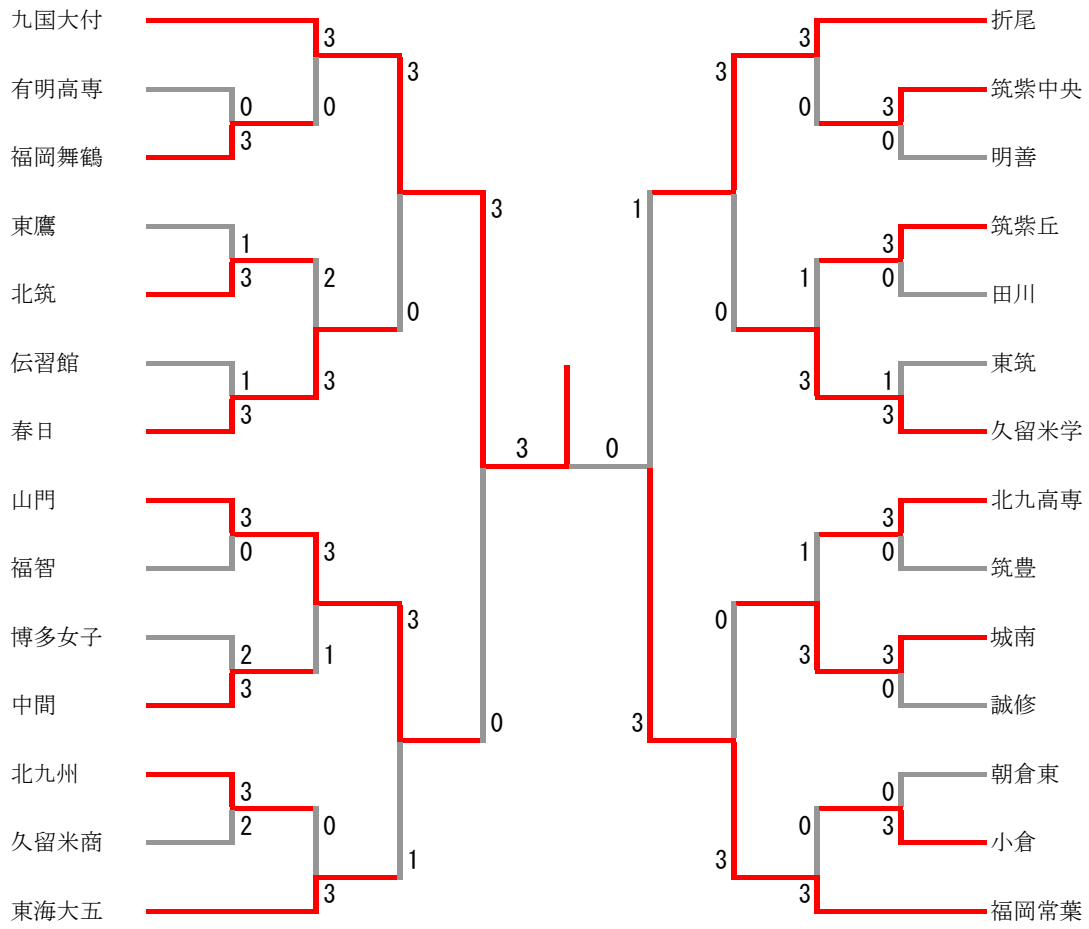 九国大付
有明高専
福岡舞鶴
東鷹
北筑
伝習館
春日
山門
福智
博多女子
中間
北九州
久留米商
東海大五
3
0
0
3
1
3
2
1
3
3
3
0
3
0
3
2
3
1
3
2
0
3
3
1
3
0
3
0
折尾
筑紫中央
明善
筑紫丘
田川
東筑
久留米学
北九高専
筑豊
城南
誠修
朝倉東
小倉
福岡常葉
3
0
3
0
3
0
1
3
1
3
3
0
3
0
1
3
0
3
0
3
3
0
0
3
1
3
0